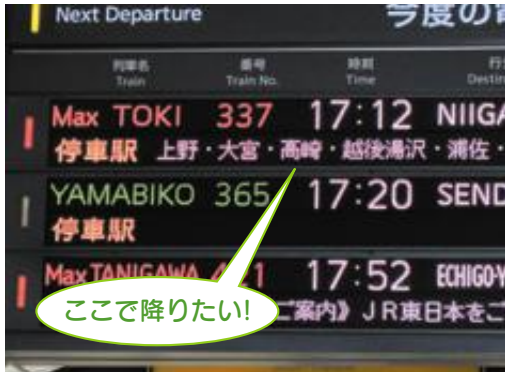 Next Departure 今度の
列車名 番号 時刻
Train Train No. Time Destin
Max TOKI 337 17:12 NIIGA
停車駅 上野・大宮・高崎・越後湯沢・浦佐・
YAMABIKO 365 17:20 SEND
停車駅
Max TANIGAWA 421 17:52 ECHIGO-Y
ご案内》 JR東日本をご
ここで降りたい!